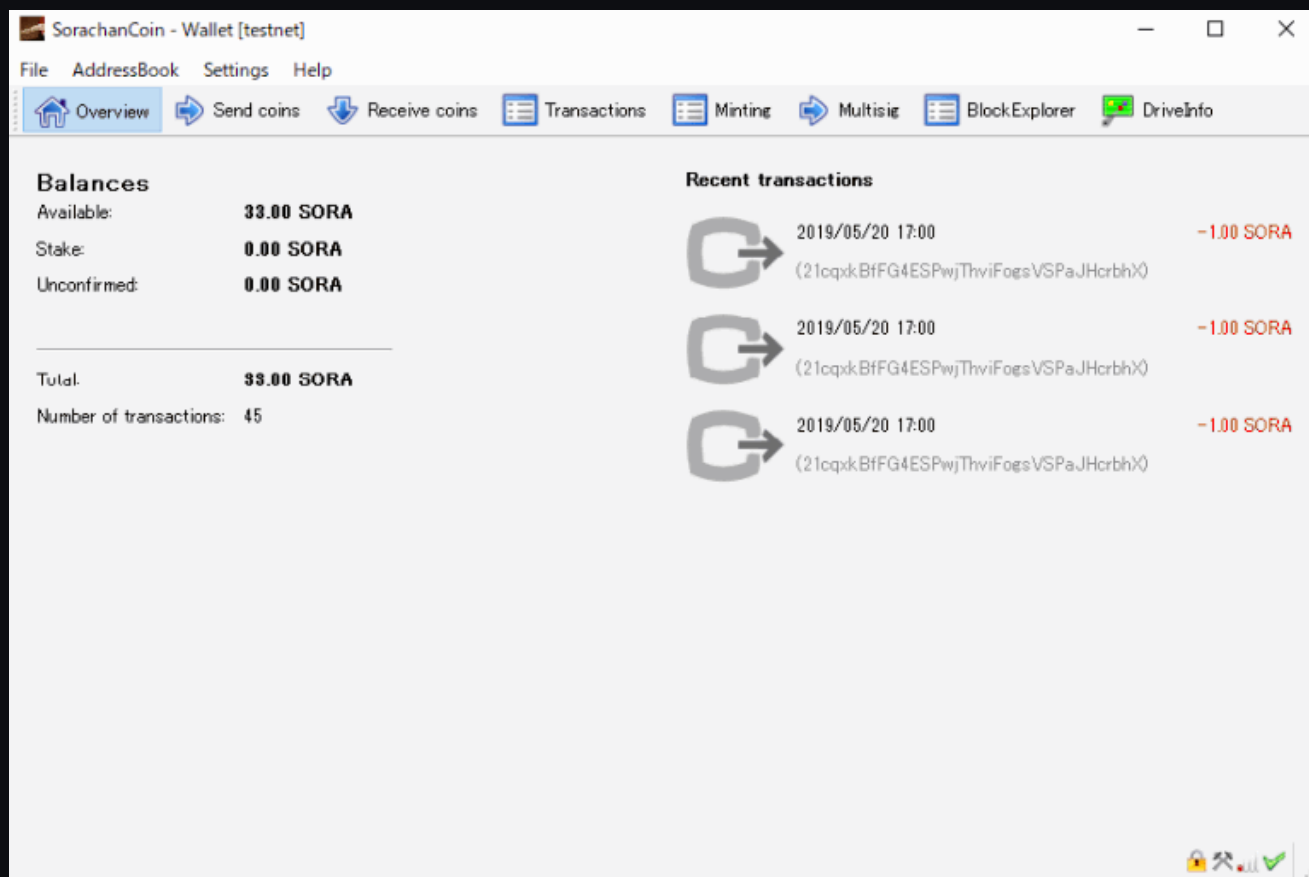 SorachanCoin - Wallet [testnet]
File AddressBook Settings Help
Overview Send coins Receive coins Transactions Minting Multisig BlockExplorer DriveInfo
Balances
Available: 33.00 SORA
Stake: 0.00 SORA
Unconfirmed: 0.00 SORA
Total: 33.00 SORA
Number of transactions: 45
Recent transactions
2019/05/20 17:00 -1.00 SORA
(21cqxkBfFG4ESPwjThviFogsVSPaJHcrbhX)
2019/05/20 17:00 -1.00 SORA
(21cqxkBfFG4ESPwjThviFogsVSPaJHcrbhX)
2019/05/20 17:00 -1.00 SORA
(21cqxkBfFG4ESPwjThviFogsVSPaJHcrbhX)